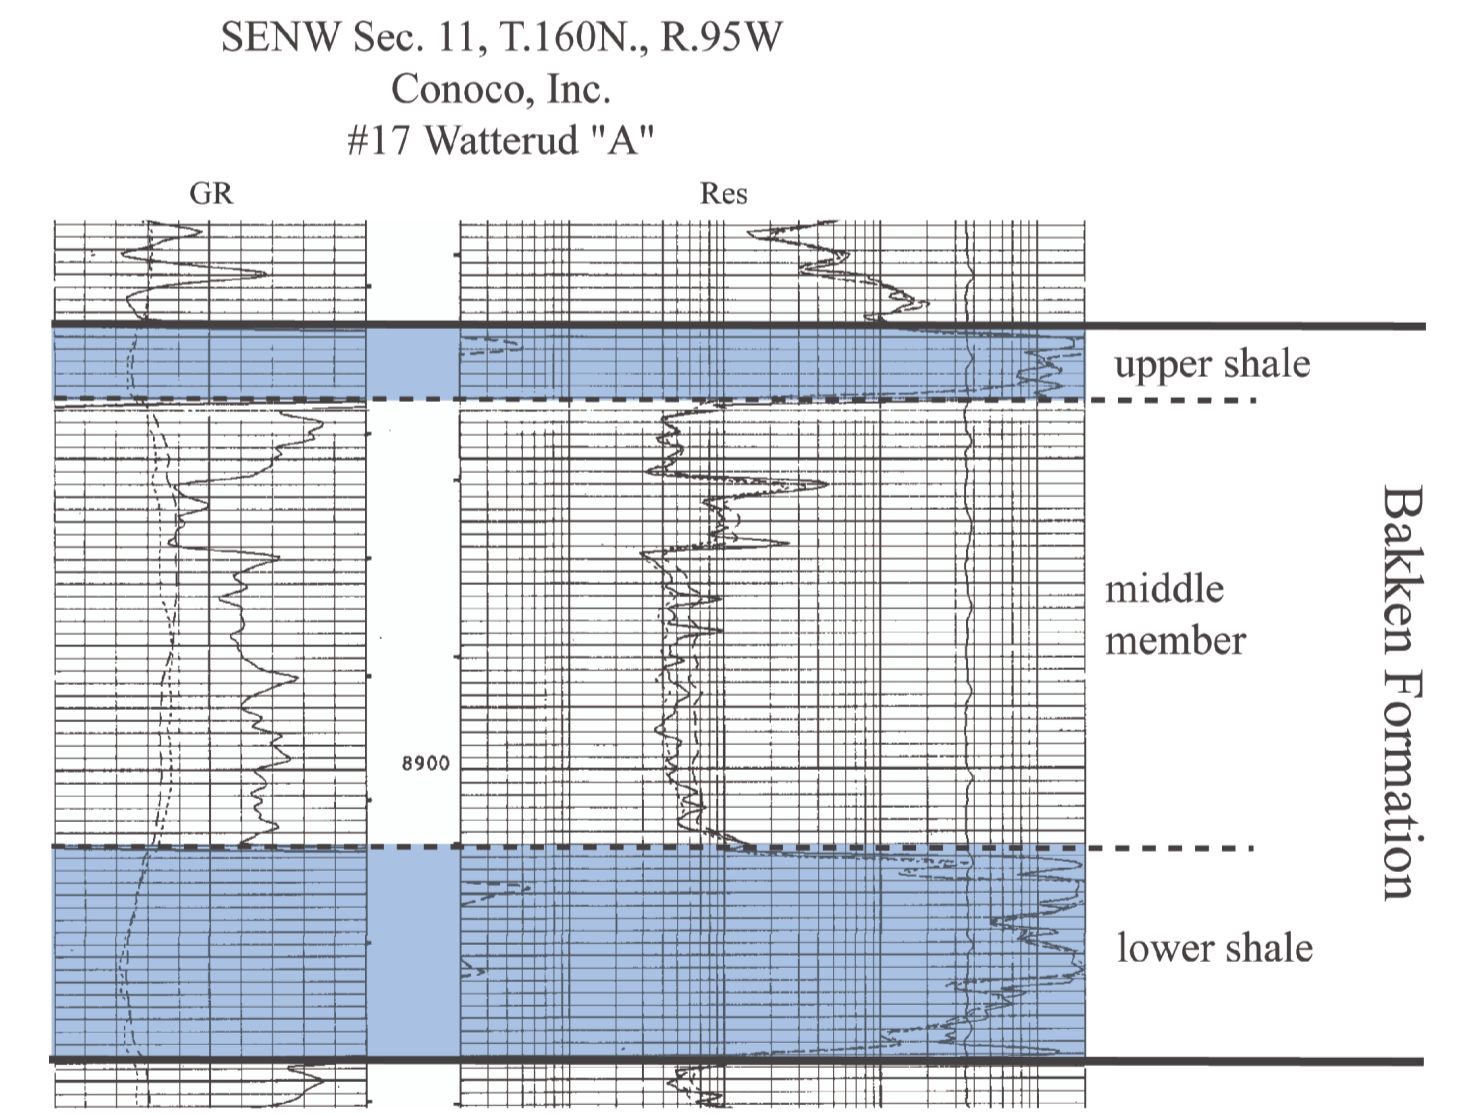 SENW Sec. 11, T.160N., R.95W
Conoco, Inc.
#17 Watterud "A"
GR
Res
upper shale
middle
member
8900
lower shale
Bakken Formation